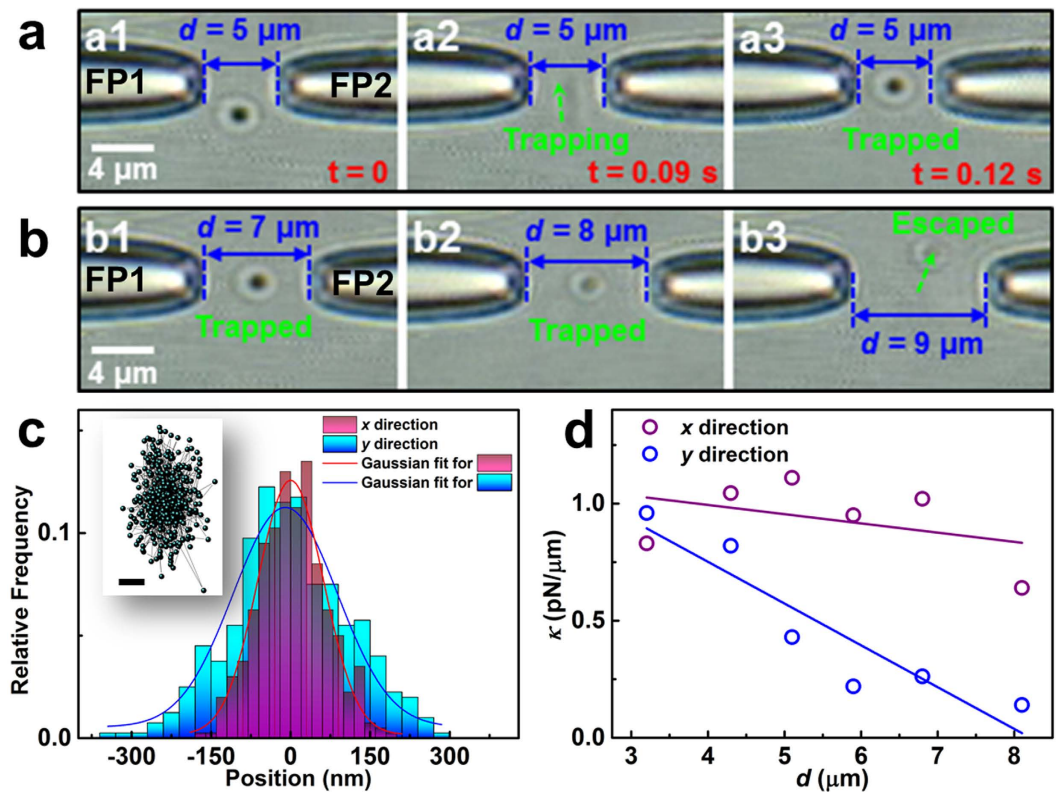 a
a1 d = 5 μm
FP1 FP2
4 μm t = 0
a2 d = 5 μm
Trapping
t = 0.09 s
a3 d = 5 μm
Trapped
t = 0.12 s
b
b1 d = 7 μm
FP1 FP2
Trapped
4 μm
b2 d = 8 μm
Trapped
b3 Escaped
d = 9 μm
c
x direction
y direction
Gaussian fit for
Gaussian fit for
Relative Frequency
0.1
0.0
-300 -150 0 150 300
Position (nm)
d
x direction
y direction
κ (pN/μm)
1.0
0.5
0.0
3 4 5 6 7 8
d (μm)